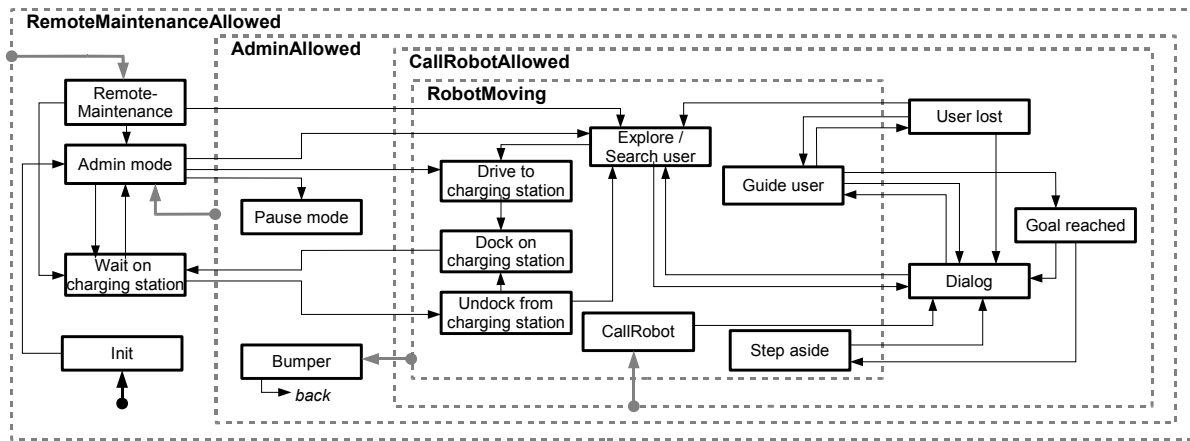 RemoteMaintenanceAllowed
AdminAllowed
CallRobotAllowed
RobotMoving
Remote-
Maintenance
Admin mode
Pause mode
Wait on
charging station
Init
Bumper
back
Explore /
Search user
Drive to
charging station
Dock on
charging station
Undock from
charging station
CallRobot
Step aside
User lost
Guide user
Goal reached
Dialog